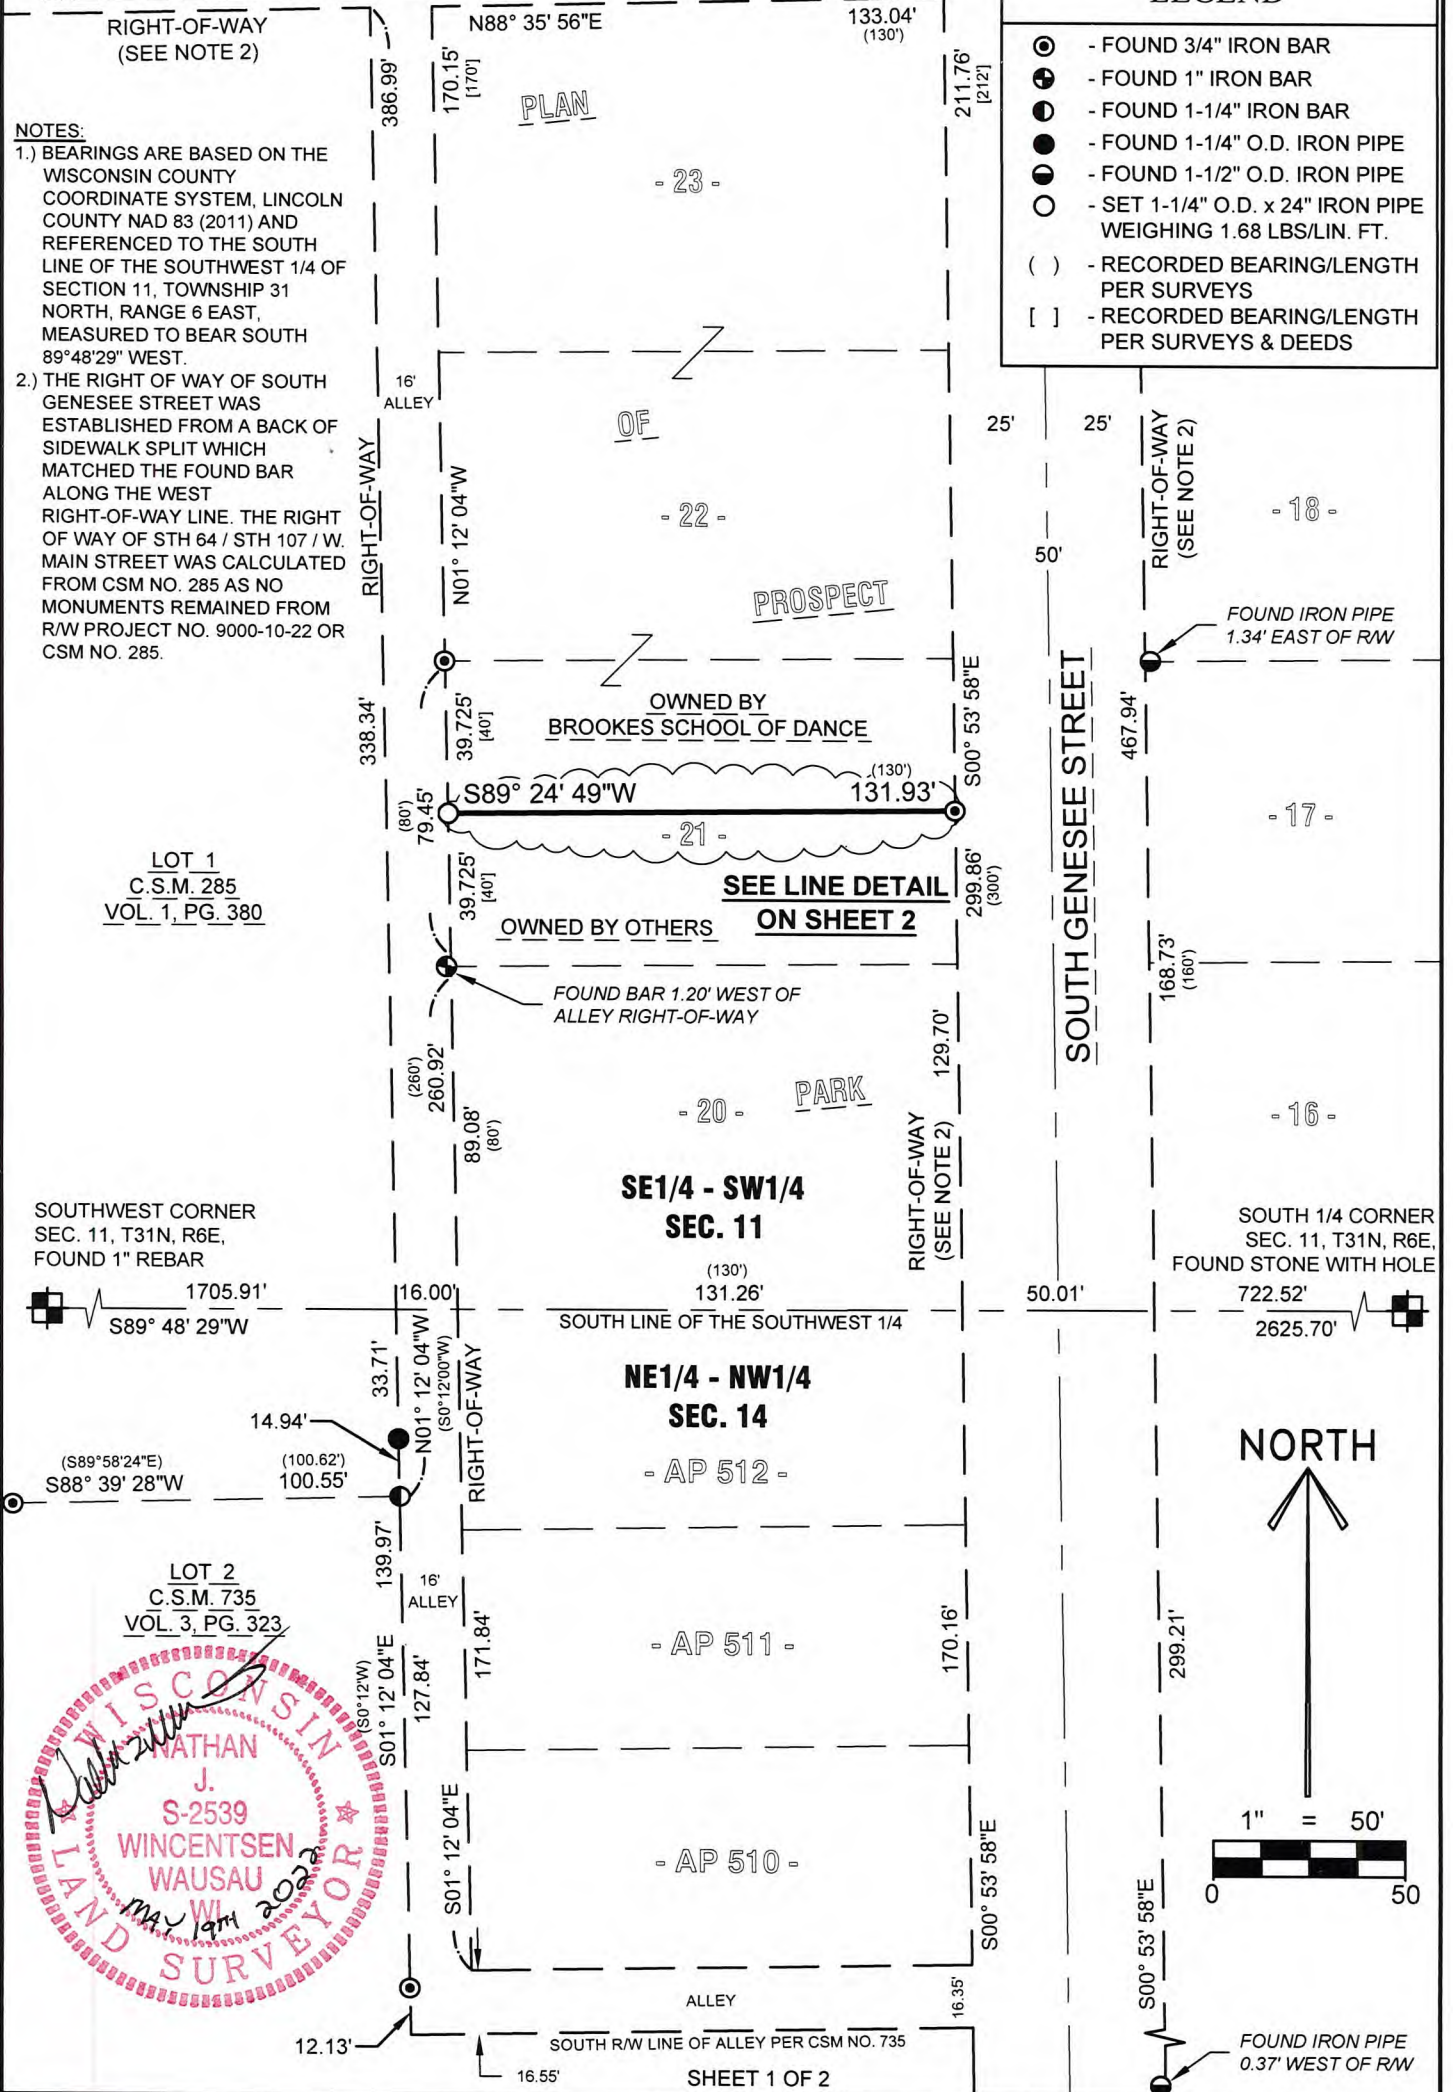 RIGHT-OF-WAY
(SEE NOTE 2)
N88° 35' 56"E
133.04'
(130')
386.99'
170.15'
[170']
211.76'
[212']
PLAN
- 23 -
- FOUND 3/4" IRON BAR
- FOUND 1" IRON BAR
- FOUND 1-1/4" IRON BAR
- FOUND 1-1/4" O.D. IRON PIPE
- FOUND 1-1/2" O.D. IRON PIPE
- SET 1-1/4" O.D. x 24" IRON PIPE
WEIGHING 1.68 LBS/LIN. FT.
( ) - RECORDED BEARING/LENGTH
PER SURVEYS
[ ] - RECORDED BEARING/LENGTH
PER SURVEYS & DEEDS
NOTES:
1.) BEARINGS ARE BASED ON THE
WISCONSIN COUNTY
COORDINATE SYSTEM, LINCOLN
COUNTY NAD 83 (2011) AND
REFERENCED TO THE SOUTH
LINE OF THE SOUTHWEST 1/4 OF
SECTION 11, TOWNSHIP 31
NORTH, RANGE 6 EAST,
MEASURED TO BEAR SOUTH
89°48'29" WEST.
2.) THE RIGHT OF WAY OF SOUTH
GENESEE STREET WAS
ESTABLISHED FROM A BACK OF
SIDEWALK SPLIT WHICH
MATCHED THE FOUND BAR
ALONG THE WEST
RIGHT-OF-WAY LINE. THE RIGHT
OF WAY OF STH 64 / STH 107 / W.
MAIN STREET WAS CALCULATED
FROM CSM NO. 285 AS NO
MONUMENTS REMAINED FROM
R/W PROJECT NO. 9000-10-22 OR
CSM NO. 285.
16'
ALLEY
RIGHT-OF-WAY
N01° 12' 04"W
OF
- 22 -
PROSPECT
25'
25'
50'
RIGHT-OF-WAY
(SEE NOTE 2)
- 18 -
FOUND IRON PIPE
1.34' EAST OF R/W
338.34'
39.725'
[40']
OWNED BY
BROOKES SCHOOL OF DANCE
S00° 53' 58"E
SOUTH GENESEE STREET
467.94'
(130')
S89° 24' 49"W
131.93'
(80')
79.45'
- 21 -
- 17 -
LOT 1
C.S.M. 285
VOL. 1, PG. 380
39.725'
[40']
SEE LINE DETAIL
ON SHEET 2
299.86'
(300')
OWNED BY OTHERS
168.73'
(160')
FOUND BAR 1.20' WEST OF
ALLEY RIGHT-OF-WAY
(260')
260.92'
89.08'
(80')
129.70'
- 20 -
PARK
- 16 -
RIGHT-OF-WAY
(SEE NOTE 2)
SE1/4 - SW1/4
SEC. 11
SOUTHWEST CORNER
SEC. 11, T31N, R6E,
FOUND 1" REBAR
SOUTH 1/4 CORNER
SEC. 11, T31N, R6E,
FOUND STONE WITH HOLE
1705.91'
S89° 48' 29"W
16.00'
(130')
131.26'
50.01'
722.52'
2625.70'
SOUTH LINE OF THE SOUTHWEST 1/4
33.71'
N01° 12' 04"W
(S0°12'00"W)
RIGHT-OF-WAY
NE1/4 - NW1/4
SEC. 14
14.94'
(S89°58'24"E)
S88° 39' 28"W
(100.62')
100.55'
- AP 512 -
NORTH
139.97'
16'
ALLEY
LOT 2
C.S.M. 735
VOL. 3, PG. 323
171.84'
- AP 511 -
170.16'
299.21'
(S0°12'W)
S01° 12' 04"E
127.84'
WISCONSIN
NATHAN
J.
S-2539
WINCENTSEN
WAUSAU
WI
MAY 19TH 2022
LAND SURVEYOR
S01° 12' 04"E
- AP 510 -
S00° 53' 58"E
S00° 53' 58"E
1" = 50'
0 50
ALLEY
16.35'
12.13'
SOUTH R/W LINE OF ALLEY PER CSM NO. 735
16.55'
SHEET 1 OF 2
FOUND IRON PIPE
0.37' WEST OF R/W